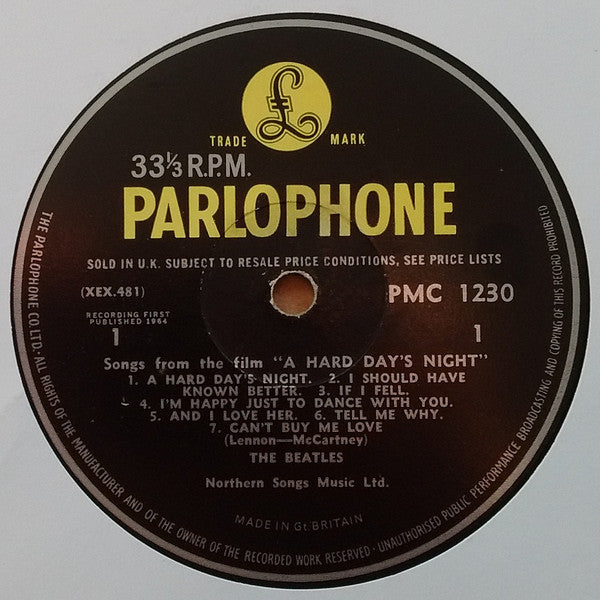 £
TRADE MARK
33⅓ R.P.M.
PARLOPHONE
SOLD IN U.K. SUBJECT TO RESALE PRICE CONDITIONS, SEE PRICE LISTS
(XEX.481) PMC 1230
RECORDING FIRST
PUBLISHED 1964
1 1
Songs from the film "A HARD DAY'S NIGHT"
1. A HARD DAY'S NIGHT. 2. I SHOULD HAVE
KNOWN BETTER. 3. IF I FELL.
4. I'M HAPPY JUST TO DANCE WITH YOU.
5. AND I LOVE HER. 6. TELL ME WHY.
7. CAN'T BUY ME LOVE
(Lennon—McCartney)
THE BEATLES
Northern Songs Music Ltd.
MADE IN Gt BRITAIN
THE PARLOPHONE CO. LTD · ALL RIGHTS OF THE MANUFACTURER AND OF THE OWNER OF THE RECORDED WORK RESERVED · UNAUTHORISED PUBLIC PERFORMANCE BROADCASTING AND COPYING OF THIS RECORD PROHIBITED